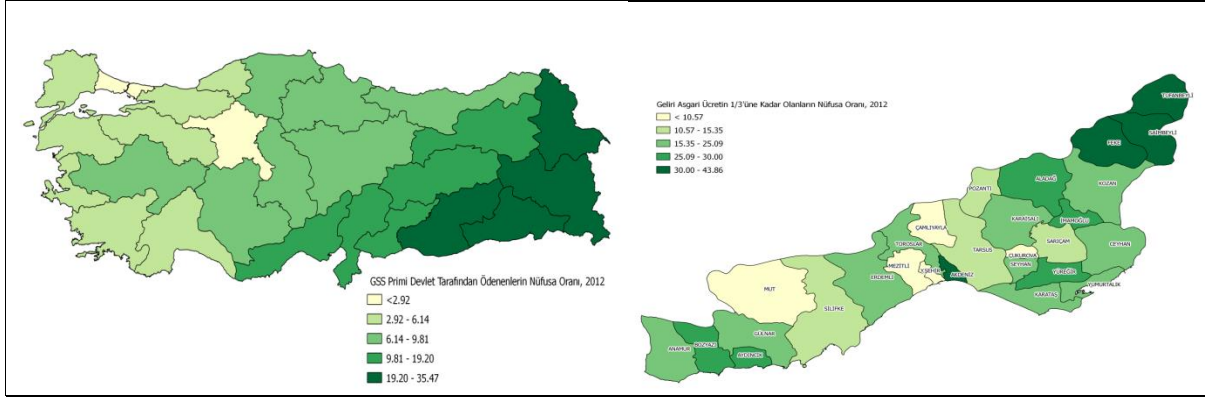 GSS Primi Devlet Tarafından Ödenenlerin Nüfusa Oranı, 2012
<2.92
2.92 - 6.14
6.14 - 9.81
9.81 - 19.20
19.20 - 35.47
Geliri Asgari Ücretin 1/3'üne Kadar Olanların Nüfusa Oranı, 2012
< 10.57
10.57 - 15.35
15.35 - 25.09
25.09 - 30.00
30.00 - 43.86
TUFANBEYLİ
SAİMBEYLİ
FEKE
ALADAĞ
KOZAN
POZANTI
KARAİSALI
İMAMOĞLU
ÇAMLIYAYLA
SARIÇAM
CEYHAN
TOROSLAR
TARSUS
ÇUKUROVA
SEYHAN
MEZİTLİ
YÜREĞİR
ERDEMLİ
AKDENİZ
YUMURTALIK
MUT
KARATAŞ
SİLİFKE
GÜLNAR
ANAMUR
BOZYAZI
AYDINCIK